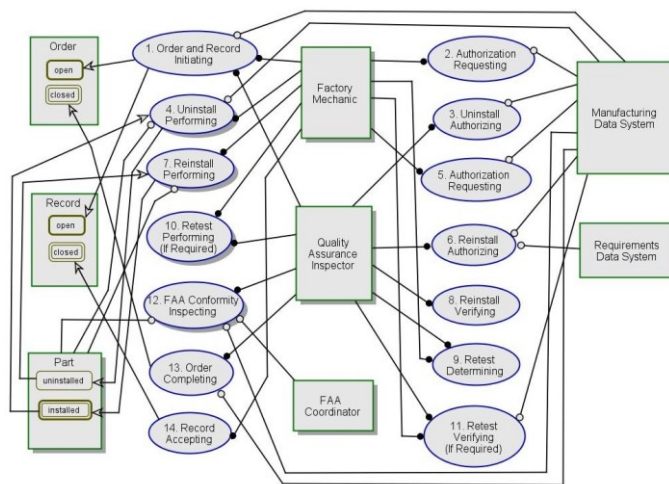 Order
open
closed
1. Order and Record
Initiating
Factory
Mechanic
2. Authorization
Requesting
Manufacturing
Data System
4. Uninstall
Performing
3. Uninstall
Authorizing
7. Reinstall
Performing
5. Authorization
Requesting
Record
open
closed
10. Retest
Performing
(If Required)
Quality
Assurance
Inspector
6. Reinstall
Authorizing
Requirements
Data System
12. FAA Conformity
Inspecting
8. Reinstall
Verifying
Part
uninstalled
installed
13. Order
Completing
FAA
Coordinator
9. Retest
Determining
14. Record
Accepting
11. Retest
Verifying
(If Required)